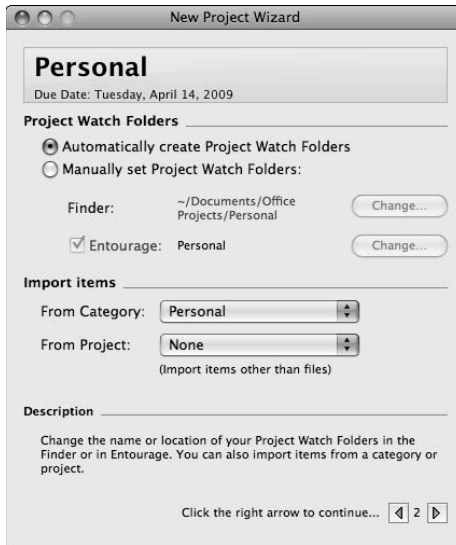 New Project Wizard
Personal
Due Date: Tuesday, April 14, 2009
Project Watch Folders
Automatically create Project Watch Folders
Manually set Project Watch Folders:
Finder: ~/Documents/Office Projects/Personal Change...
Entourage: Personal Change...
Import items
From Category: Personal
From Project: None
(Import items other than files)
Description
Change the name or location of your Project Watch Folders in the
Finder or in Entourage. You can also import items from a category or
project.
Click the right arrow to continue... 2